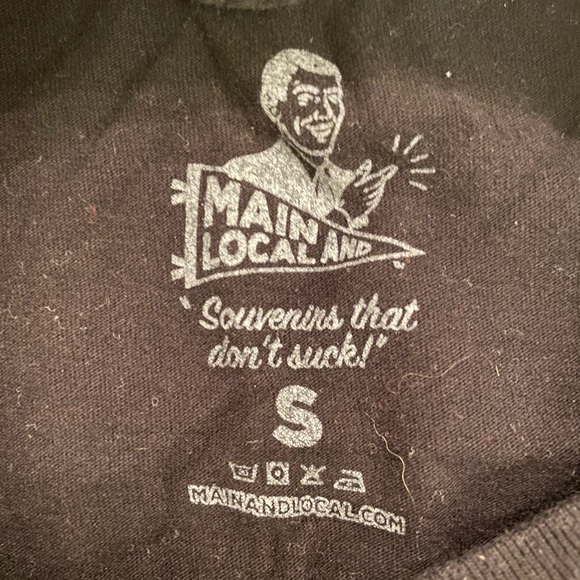 MAIN AND
LOCAL
"Souvenirs that
don't suck!"
S
MAINANDLOCAL.COM